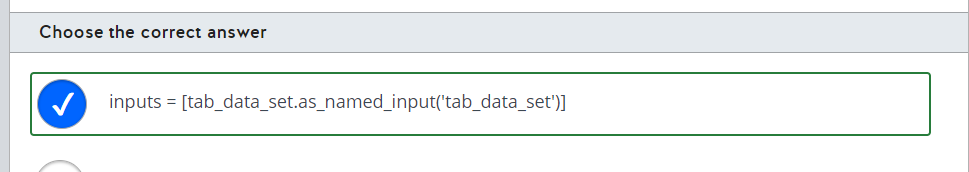 Choose the correct answer
inputs = [tab_data_set.as_named_input('tab_data_set')]